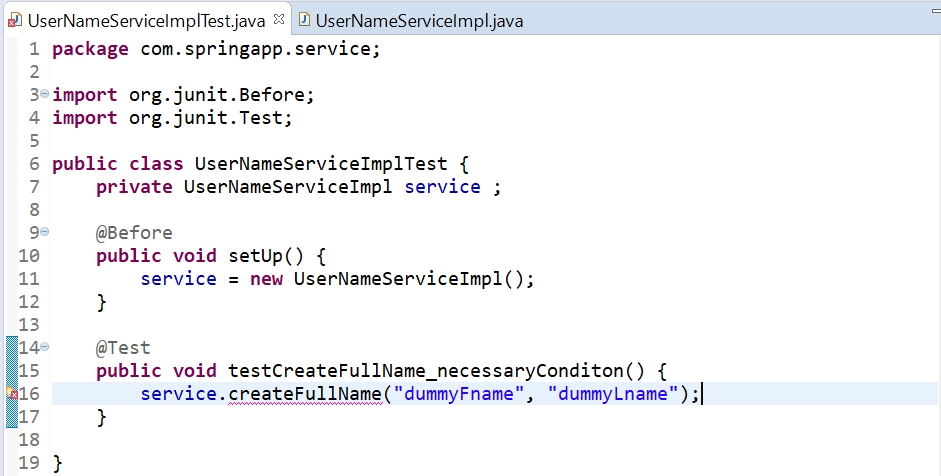 UserNameServiceImplTest.java UserNameServiceImpl.java
1 package com.springapp.service;
2
3 import org.junit.Before;
4 import org.junit.Test;
5
6 public class UserNameServiceImplTest {
7 private UserNameServiceImpl service ;
8
9 @Before
10 public void setUp() {
11 service = new UserNameServiceImpl();
12 }
13
14 @Test
15 public void testCreateFullName_necessaryConditon() {
16 service.createFullName("dummyFname", "dummyLname");
17 }
18
19 }